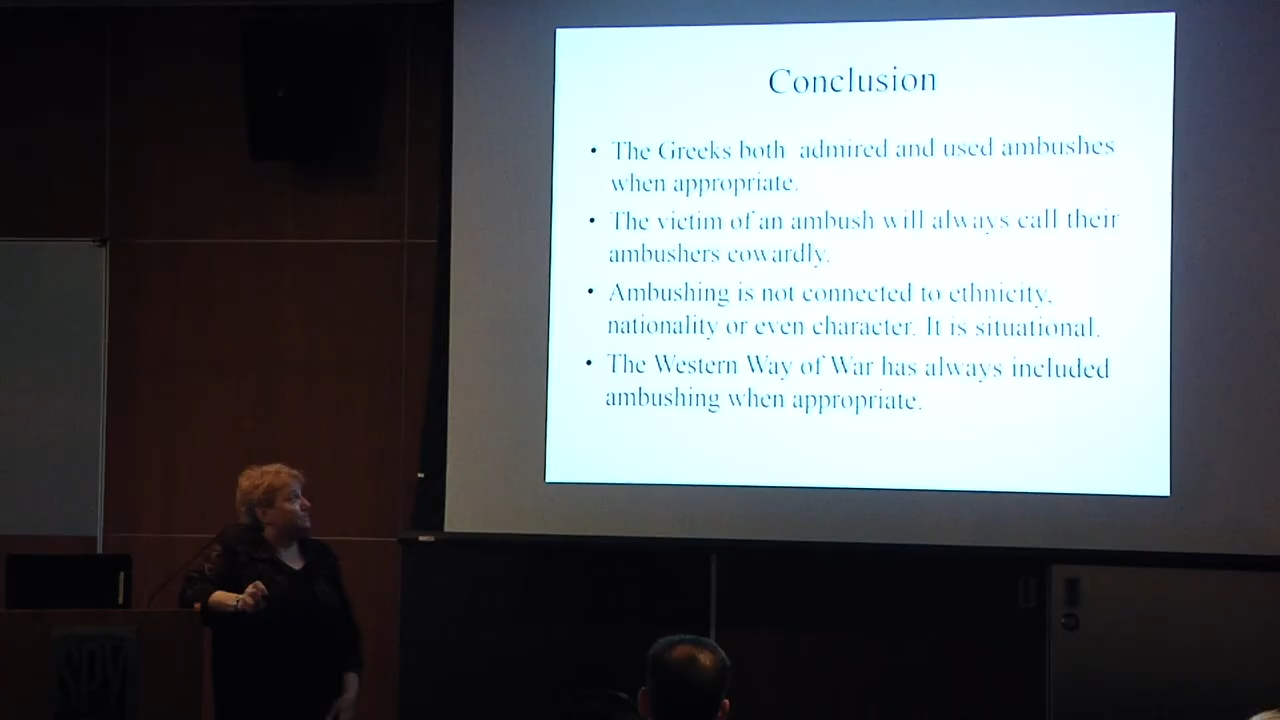 Conclusion
• The Greeks both admired and used ambushes
when appropriate.
• The victim of an ambush will always call their
ambushers cowardly.
• Ambushing is not connected to ethnicity,
nationality or even character. It is situational.
• The Western Way of War has always included
ambushing when appropriate.
SPY